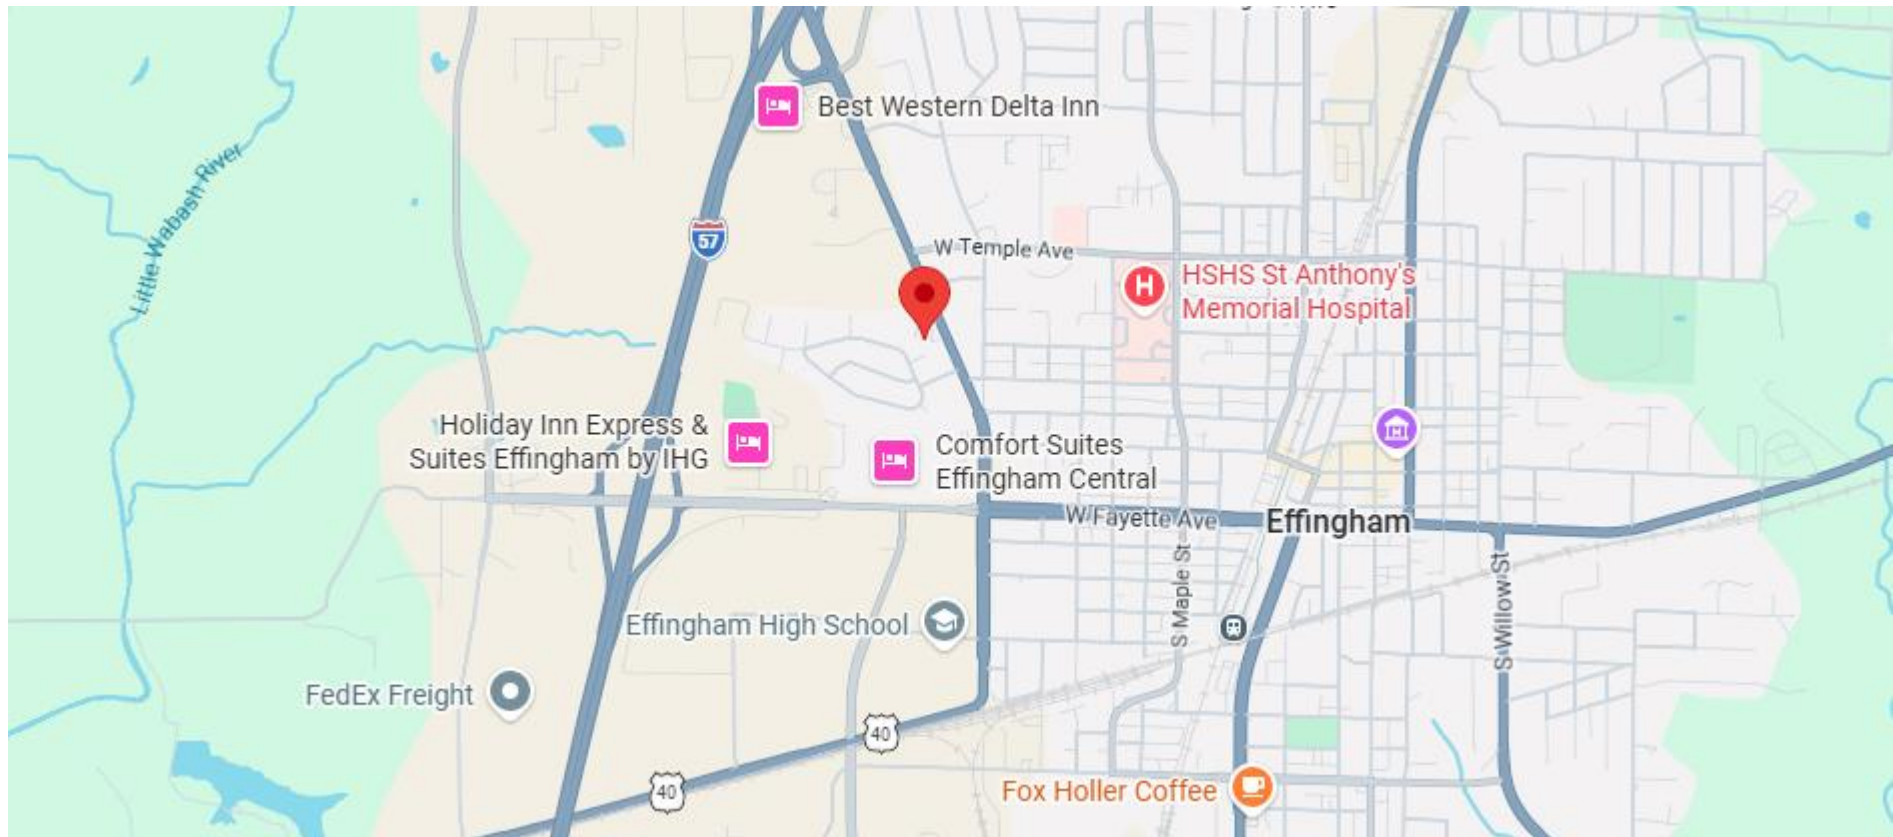 Best Western Delta Inn
Little Wabash River
57
W Temple Ave
HSHS St Anthony's
Memorial Hospital
H
Holiday Inn Express &
Suites Effingham by IHG
Comfort Suites
Effingham Central
W Fayette Ave
Effingham
S Maple St
S Willow St
Effingham High School
FedEx Freight
40
40
Fox Holler Coffee